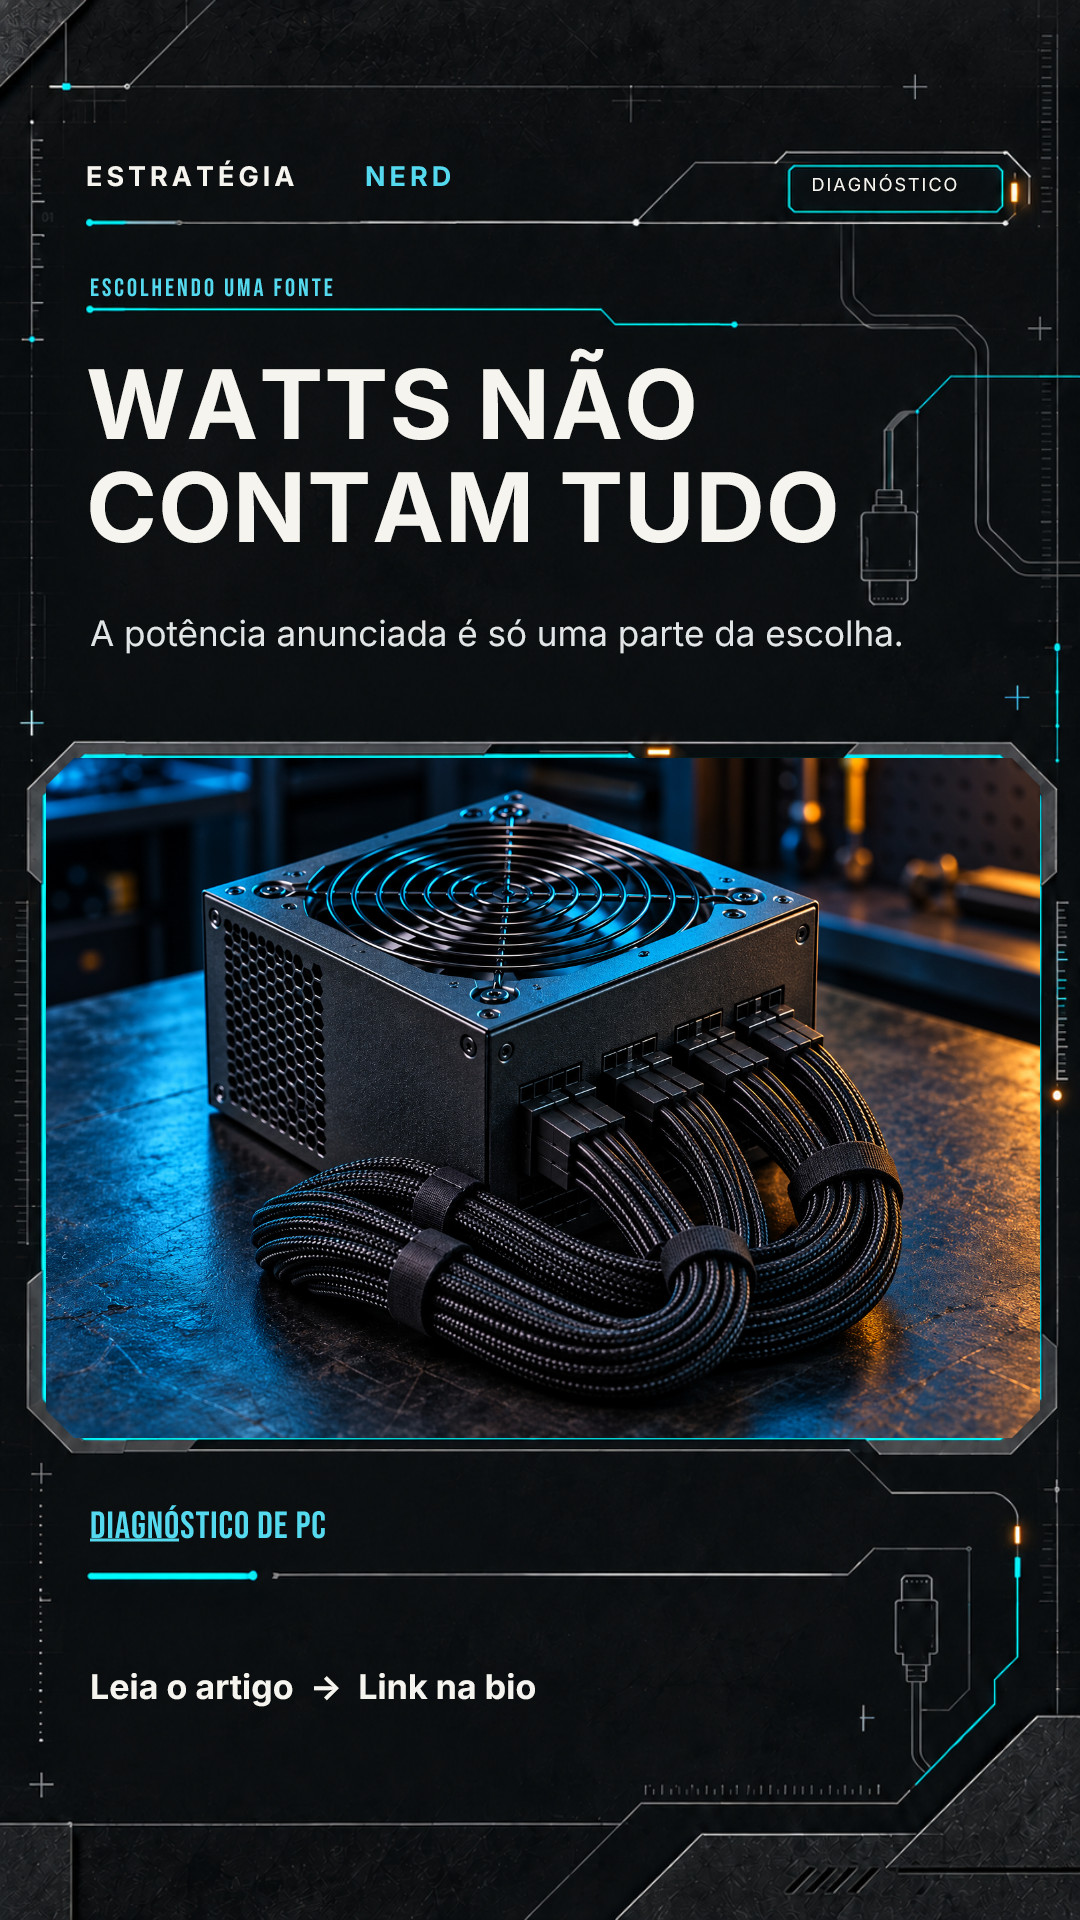 ESTRATÉGIA NERD
DIAGNÓSTICO
ESCOLHENDO UMA FONTE
WATTS NÃO
CONTAM TUDO
A potência anunciada é só uma parte da escolha.
DIAGNÓSTICO DE PC
Leia o artigo → Link na bio